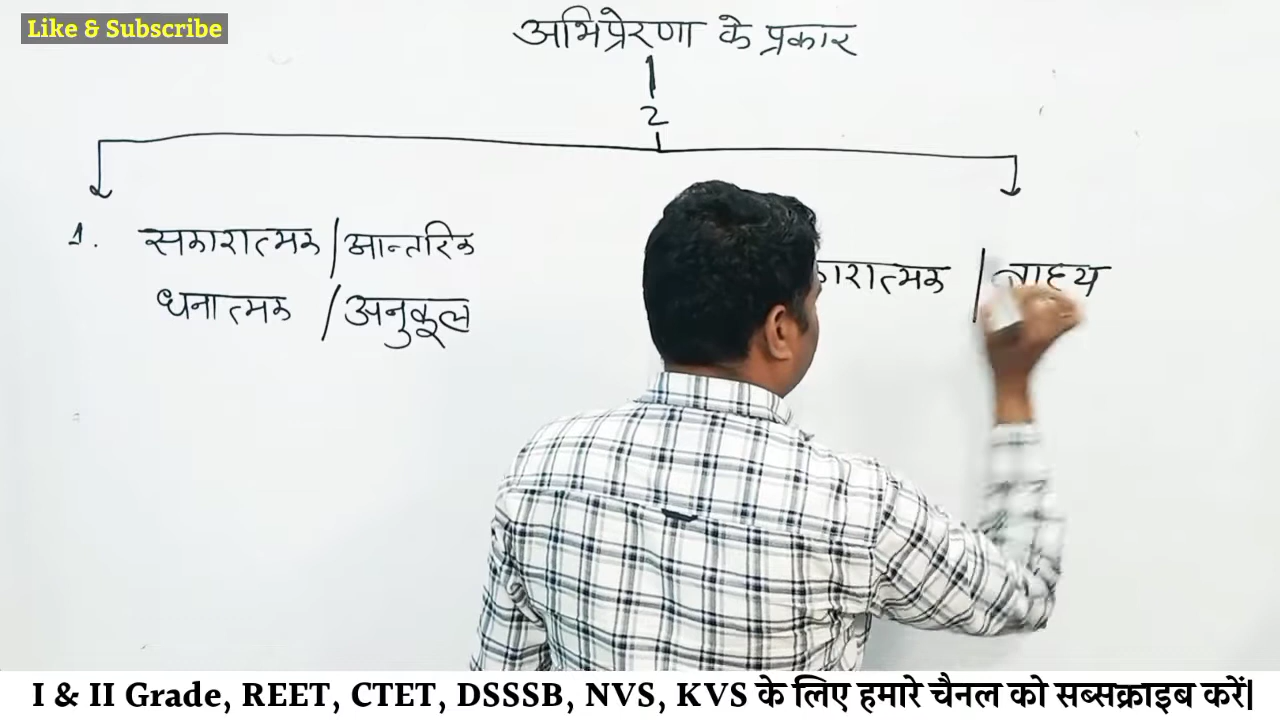 Like & Subscribe
अभिप्रेरणा के प्रकार
2
1. सकारात्मक / आन्तरिक
धनात्मक / अनुकूल
कारात्मक / बाह्य
I & II Grade, REET, CTET, DSSSB, NVS, KVS के लिए हमारे चैनल को सब्सक्राइब करें|